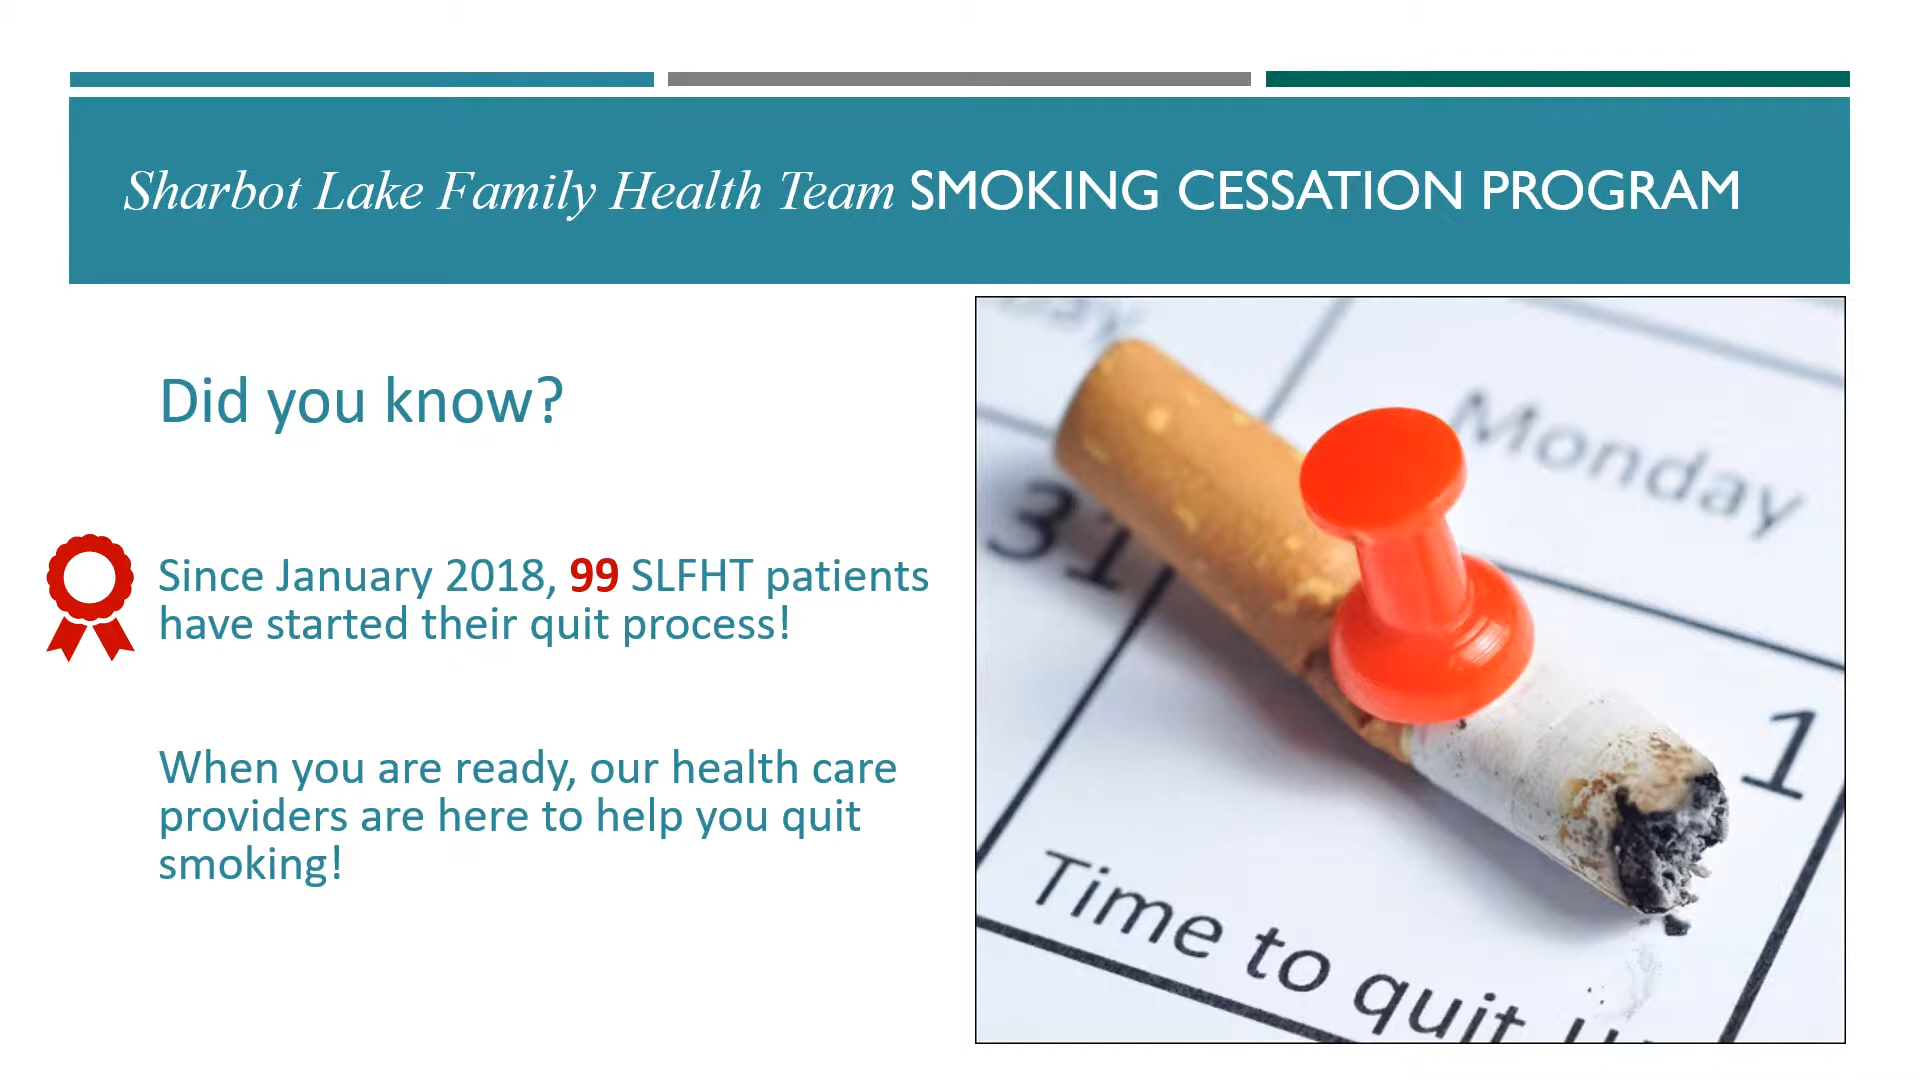 Sharbot Lake Family Health Team SMOKING CESSATION PROGRAM
Did you know?
Since January 2018, 99 SLFHT patients
have started their quit process!
When you are ready, our health care
providers are here to help you quit
smoking!
Monday
31
1
Time to quit